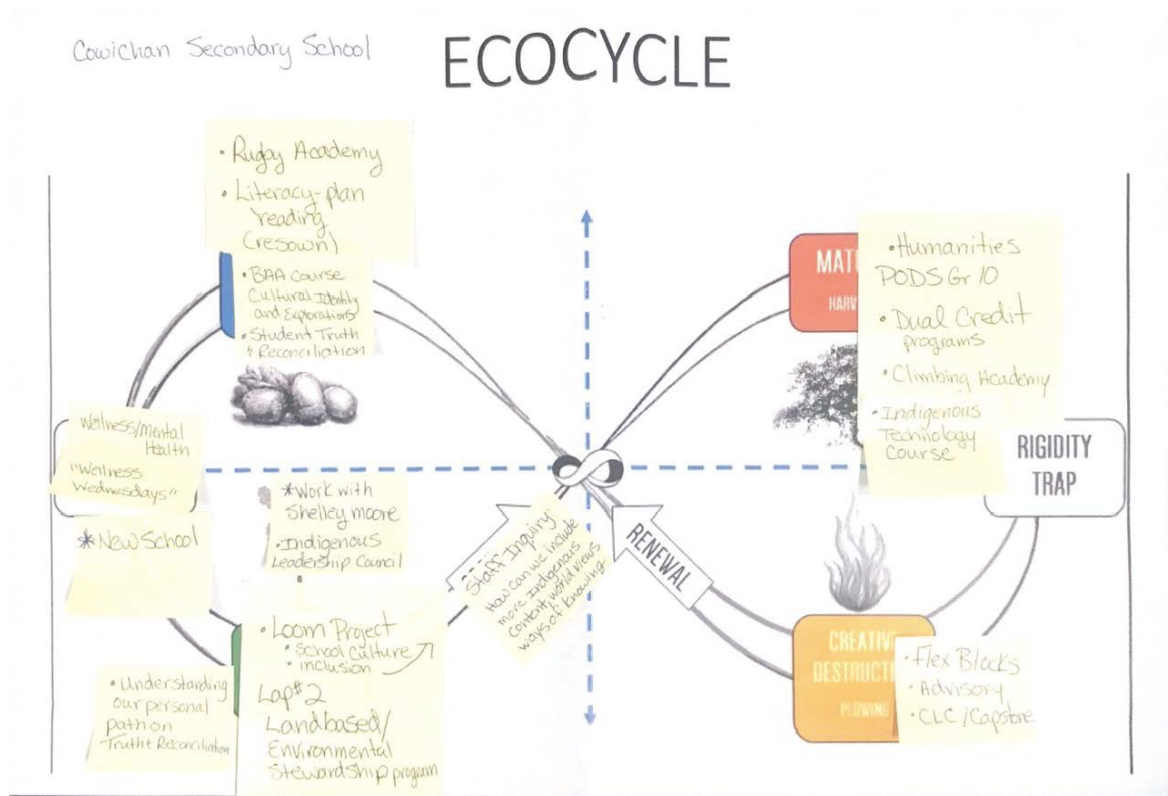 Cowichan Secondary School
ECOCYCLE
• Rugby Academy
• Literacy-plan
reading
(resown)
• BAA Course
Cultural Identity
and Explorations
• Student Truth
+ Reconciliation
MAT
HARV
• Humanities
PODS Gr 10
• Dual Credit
programs
• Climbing Academy
• Indigenous
Technology
Course
RIGIDITY
TRAP
Wellness/mental
Health
"Wellness
Wednesdays"
* New School
*Work with
Shelley moore
• Indigenous
Leadership Council
Staff Inquiry:
How can we include
more Indigenous
content, world views
ways of knowing
RENEWAL
• Loom Project
• School Culture
• inclusion
Lap #2
Landbased/
Environmental
Stewardship program
• Understanding
our personal
path on
Truth + Reconciliation
CREATIVE
DESTRUCTI
PLOWING
• Flex Blocks
• Advisory
• CLC/Capstone